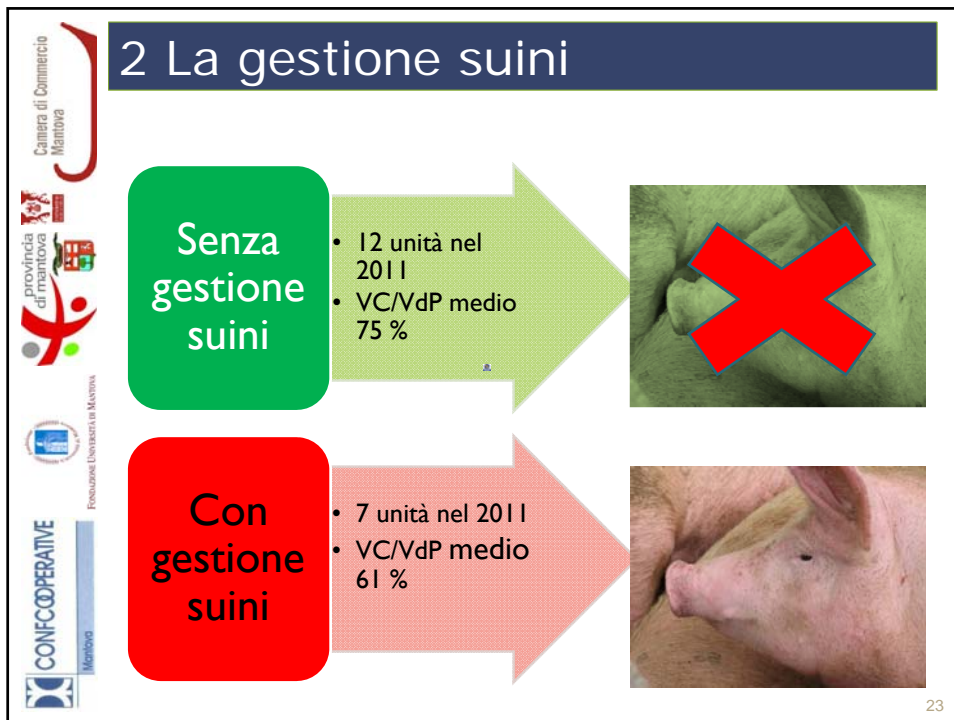 2 La gestione suini
Camera di Commercio
Mantova
provincia
di mantova
FONDAZIONE UNIVERSITÀ DI MANTOVA
CONFCOOPERATIVE
Mantova
Senza
gestione
suini
• 12 unità nel
2011
• VC/VdP medio
75 %
Con
gestione
suini
• 7 unità nel 2011
• VC/VdP medio
61 %
23